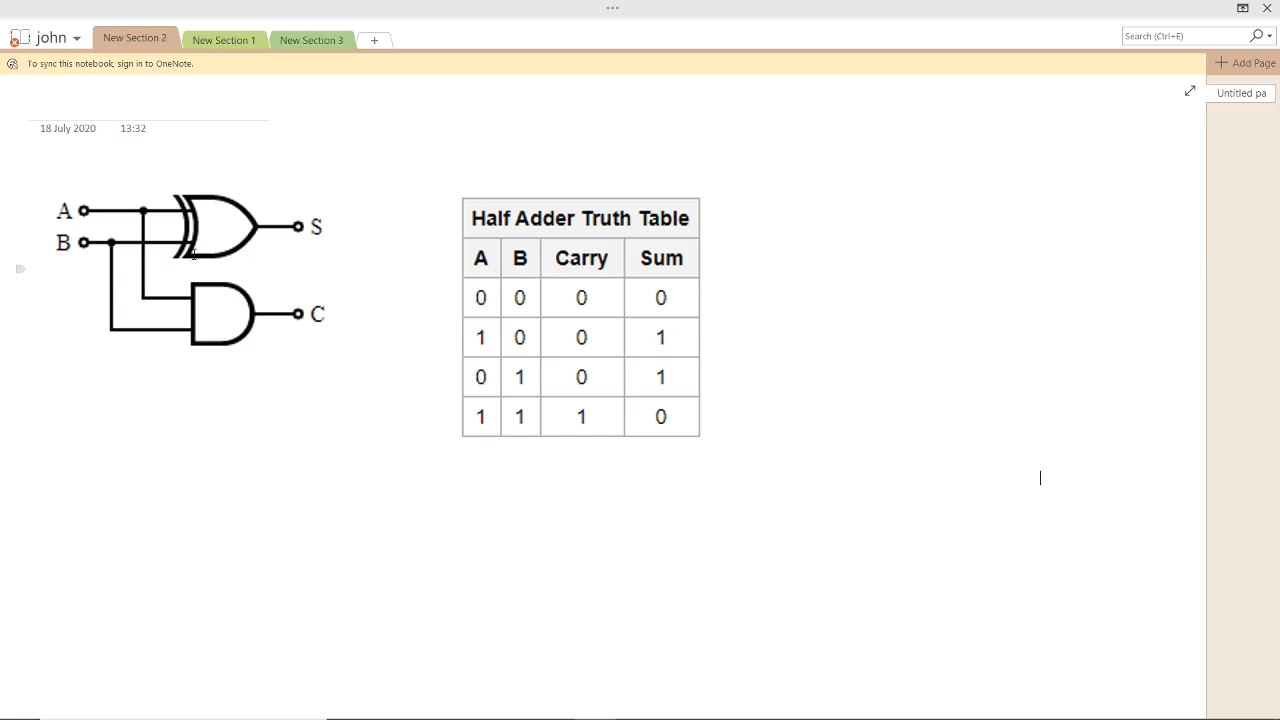 ...
john New Section 2 New Section 1 New Section 3 + Search (Ctrl+E)
To sync this notebook, sign in to OneNote. Add Page
Untitled pa
18 July 2020 13:32
A
B
S
C
Half Adder Truth Table
A B Carry Sum
0 0 0 0
1 0 0 1
0 1 0 1
1 1 1 0